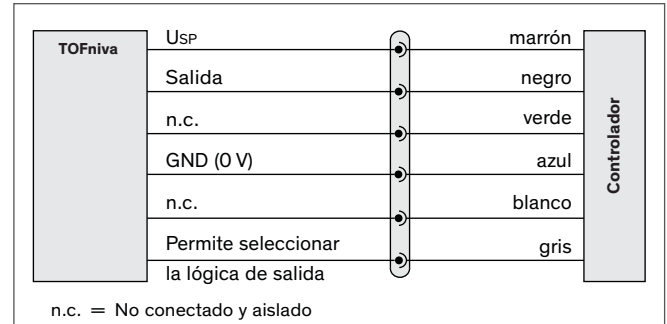 TOFniva
USP marrón
Salida negro
n.c. verde
GND (0 V) azul
n.c. blanco
Permite seleccionar
la lógica de salida gris
Controlador
n.c. = No conectado y aislado